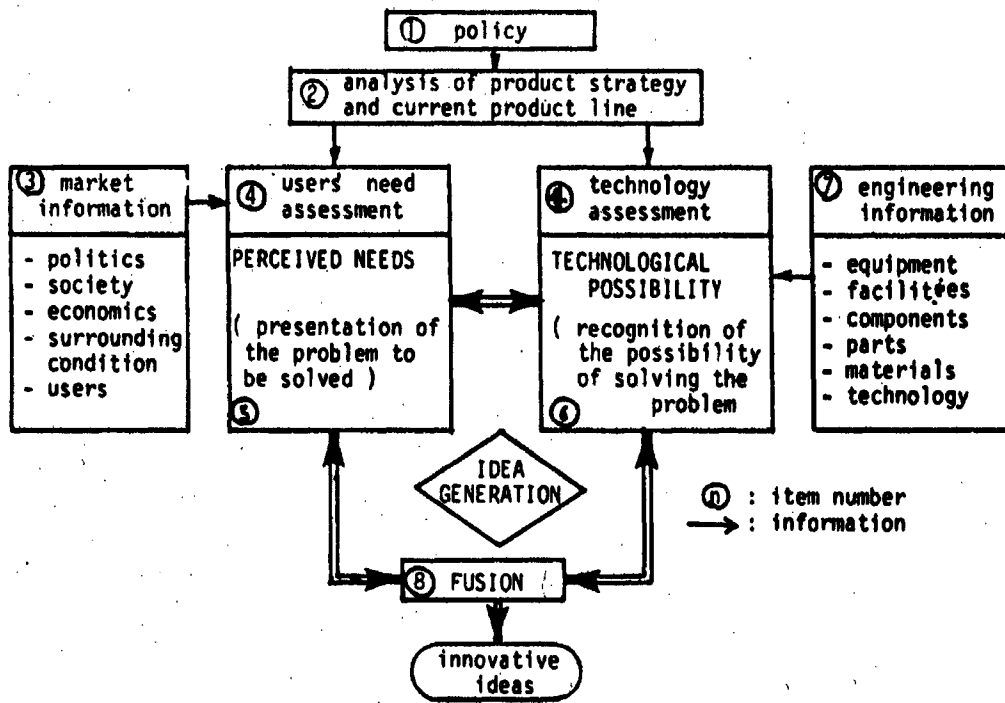 ① policy
② analysis of product strategy
and current product line
③ market
information
- politics
- society
- economics
- surrounding
condition
- users
④ users' need
assessment
PERCEIVED NEEDS
( presentation of
the problem to
be solved )
⑤
④ technology
assessment
TECHNOLOGICAL
POSSIBILITY
( recognition of
the possibility
of solving the
problem
⑥
⑦ engineering
information
- equipment
- facilities
- components
- parts
- materials
- technology
IDEA
GENERATION
ⓝ : item number
→ : information
⑧ FUSION
innovative
ideas